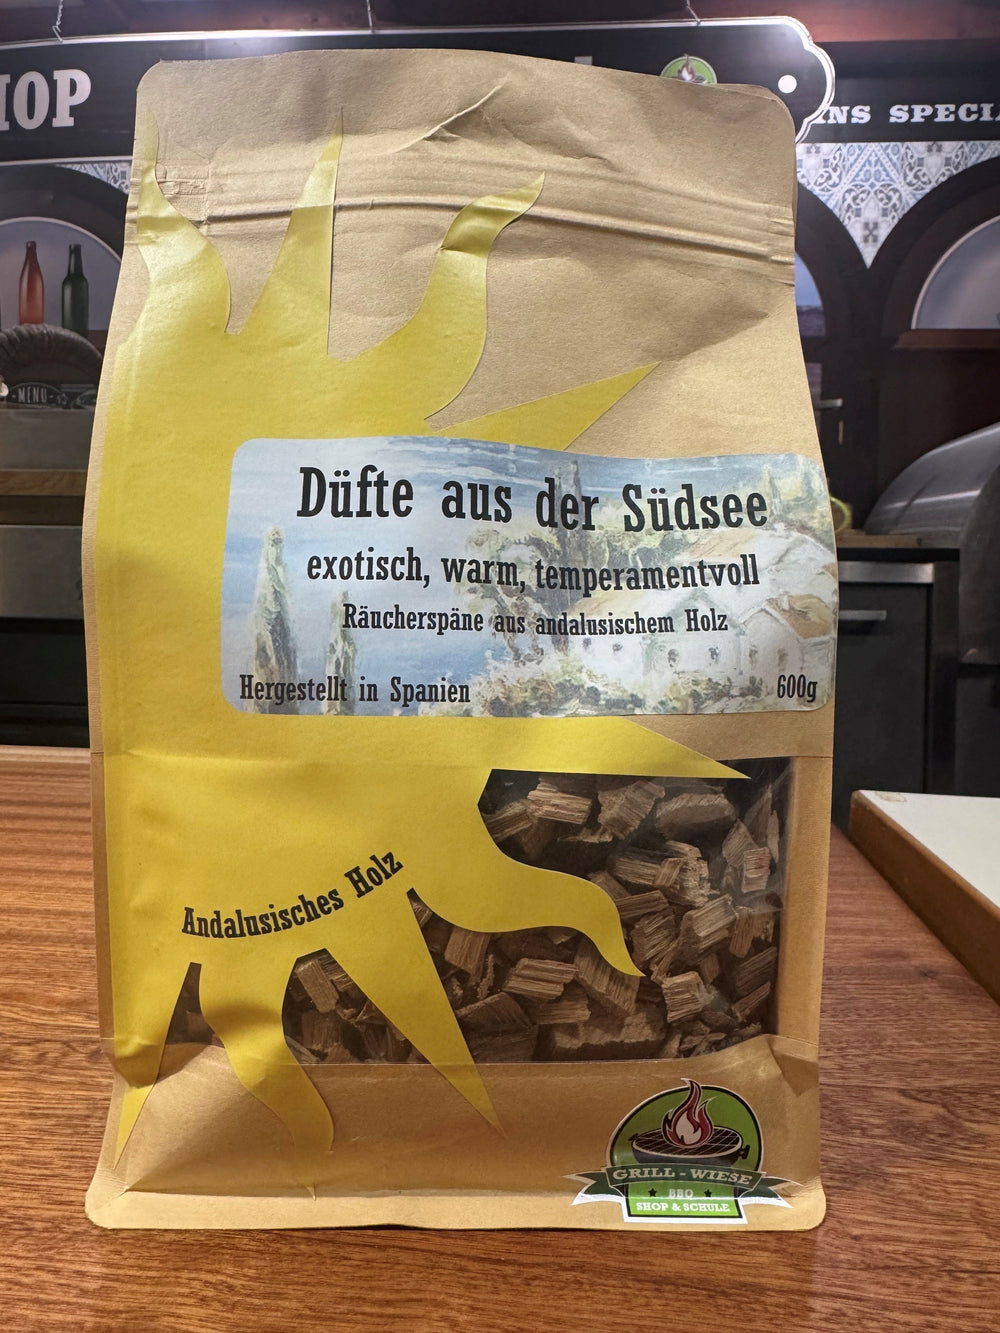 HOP
NS SPECIA
MENU
Düfte aus der Südsee
exotisch, warm, temperamentvoll
Räucherspäne aus andalusischem Holz
Hergestellt in Spanien
600g
Andalusisches Holz
GRILL - WIESE
BBQ
SHOP & SCHULE